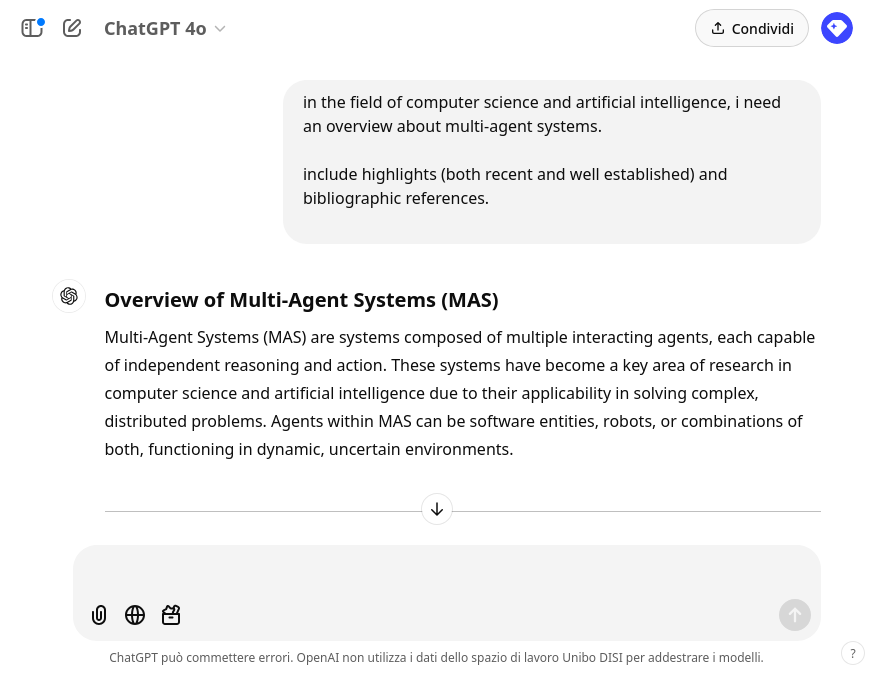 ChatGPT 4o
Condividi
in the field of computer science and artificial intelligence, i need
an overview about multi-agent systems.
include highlights (both recent and well established) and
bibliographic references.
Overview of Multi-Agent Systems (MAS)
Multi-Agent Systems (MAS) are systems composed of multiple interacting agents, each capable
of independent reasoning and action. These systems have become a key area of research in
computer science and artificial intelligence due to their applicability in solving complex,
distributed problems. Agents within MAS can be software entities, robots, or combinations of
both, functioning in dynamic, uncertain environments.
ChatGPT può commettere errori. OpenAI non utilizza i dati dello spazio di lavoro Unibo DISI per addestrare i modelli.
?